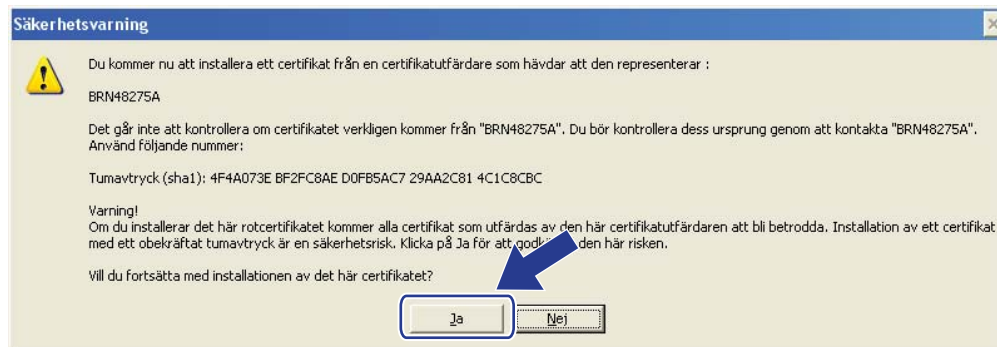 Säkerhetsvarning
Du kommer nu att installera ett certifikat från en certifikatutfärdare som hävdar att den representerar :
BRN48275A
Det går inte att kontrollera om certifikatet verkligen kommer från "BRN48275A". Du bör kontrollera dess ursprung genom att kontakta "BRN48275A".
Använd följande nummer:
Tumavtryck (sha1): 4F4A073E BF2FC8AE D0FB5AC7 29AA2C81 4C1C8CBC
Varning!
Om du installerar det här rotcertifikatet kommer alla certifikat som utfärdas av den här certifikatutfärdaren att bli betrodda. Installation av ett certifikat
med ett obekräftat tumavtryck är en säkerhetsrisk. Klicka på Ja för att den här risken.
Vill du fortsätta med installationen av det här certifikatet?
Ja
Nej